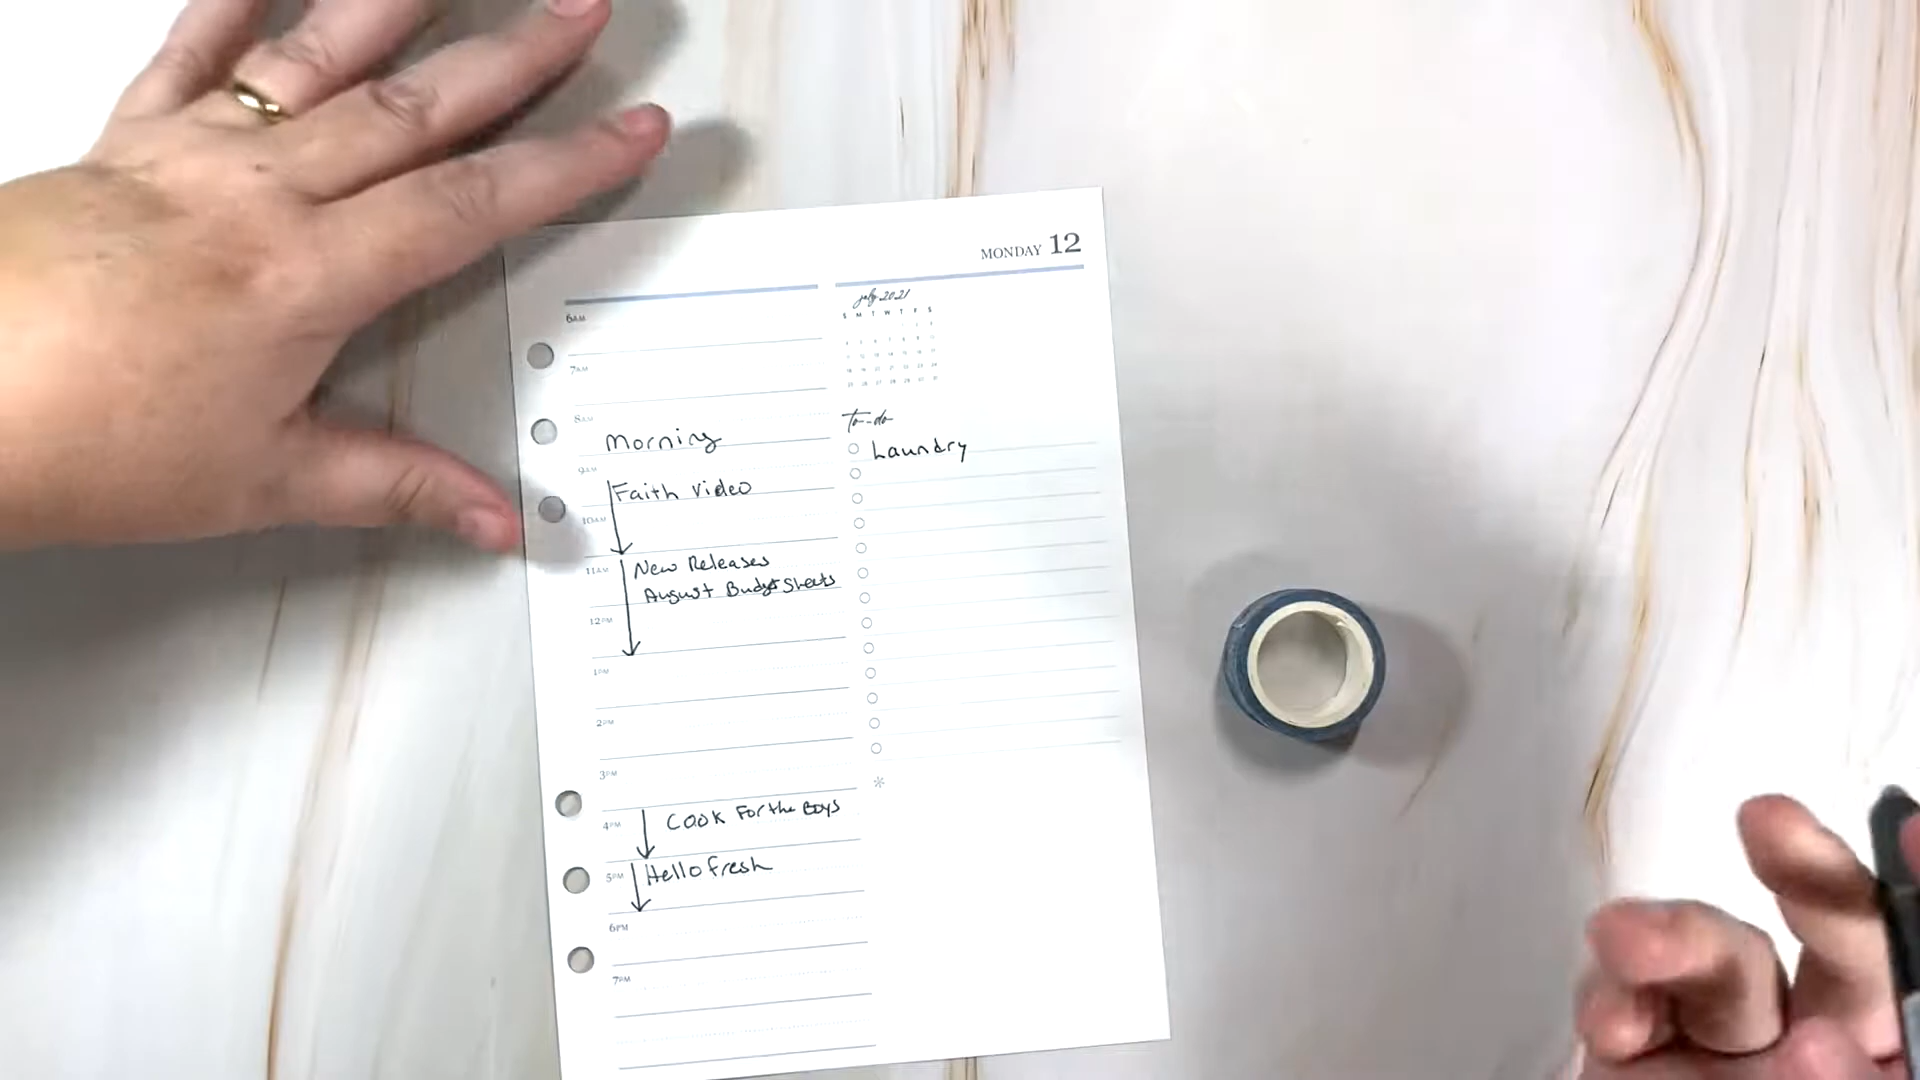 MONDAY 12
july 2021
S M T W T F S
6AM
7AM
8AM
Morning
9AM
Faith Video
10AM
11AM
New Releases
August Budget Sheets
12PM
1PM
2PM
3PM
4PM
Cook For the Boys
5PM
Hello Fresh
6PM
7PM
to-do
Laundry
*